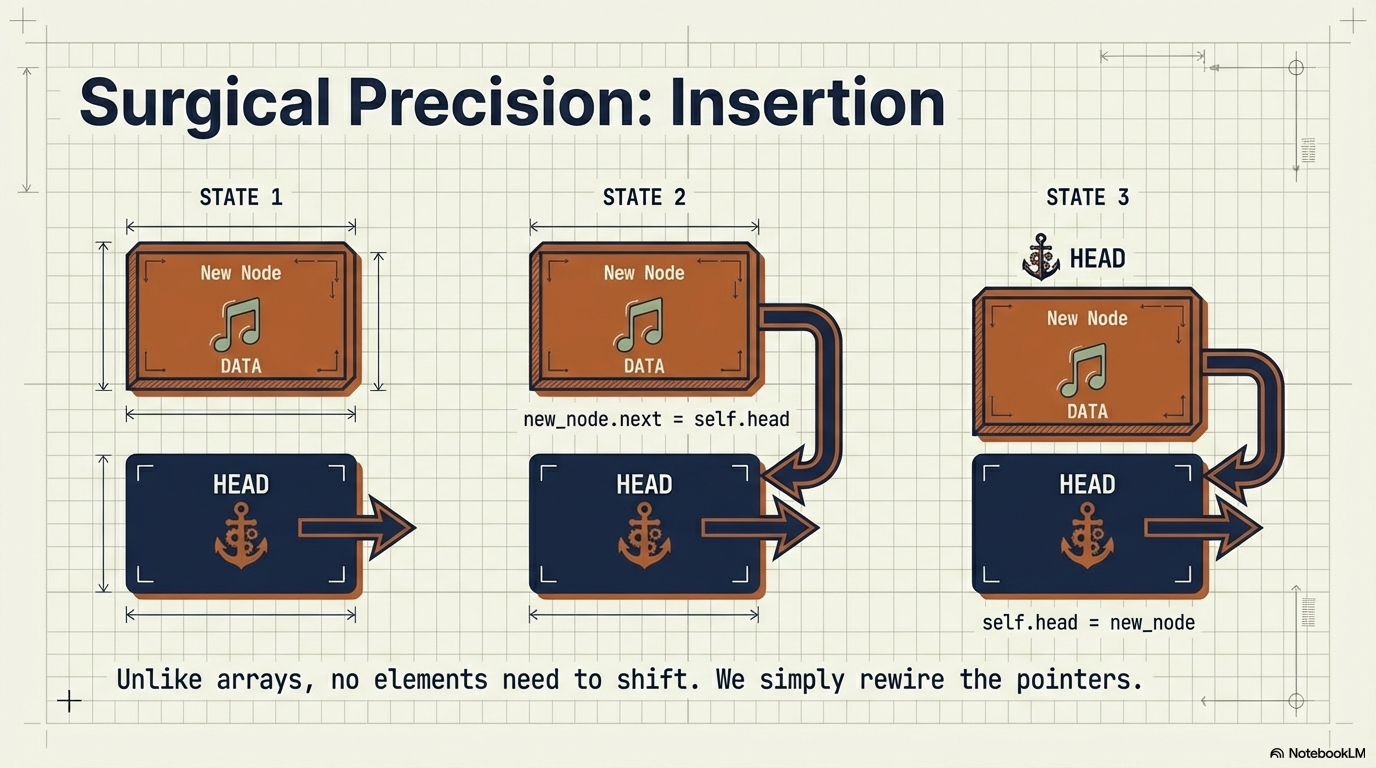 Surgical Precision: Insertion
STATE 1
New Node
DATA
HEAD
STATE 2
New Node
DATA
new_node.next = self.head
HEAD
STATE 3
HEAD
New Node
DATA
HEAD
self.head = new_node
Unlike arrays, no elements need to shift. We simply rewire the pointers.
NotebookLM